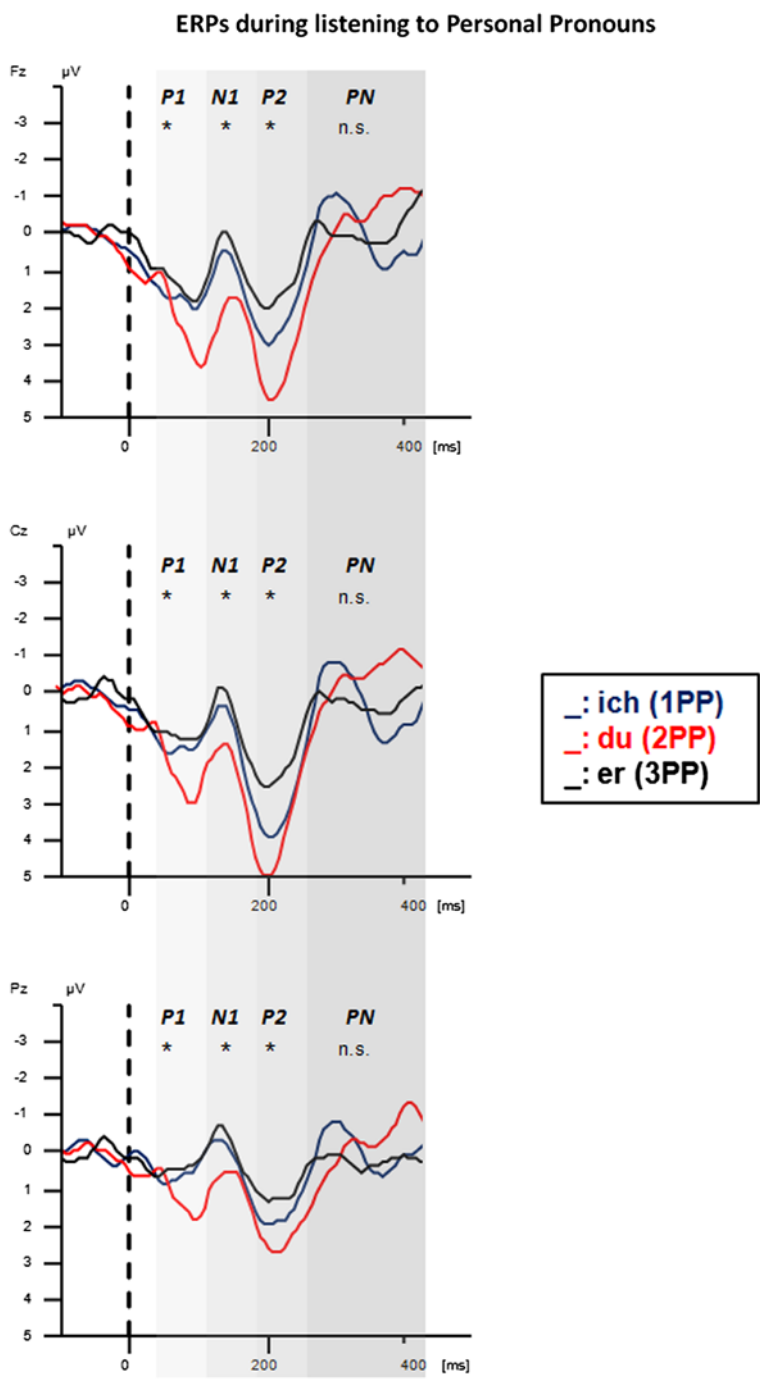 ERPs during listening to Personal Pronouns
Fz µV
P1 N1 P2 PN
* * * n.s.
-3
-2
-1
0
1
2
3
4
5
0 200 400 [ms]
Cz µV
P1 N1 P2 PN
* * * n.s.
-3
-2
-1
0
1
2
3
4
5
0 200 400 [ms]
_: ich (1PP)
_: du (2PP)
_: er (3PP)
Pz µV
P1 N1 P2 PN
* * * n.s.
-3
-2
-1
0
1
2
3
4
5
0 200 400 [ms]